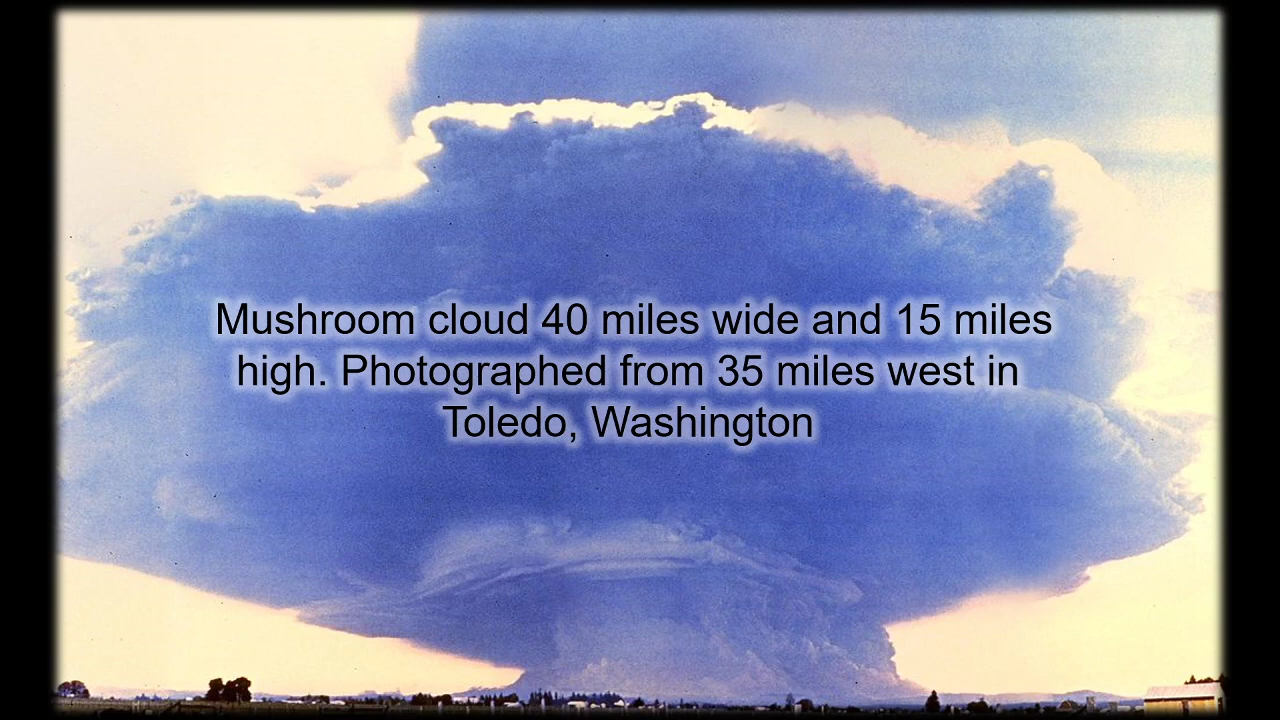 Mushroom cloud 40 miles wide and 15 miles
high. Photographed from 35 miles west in
Toledo, Washington